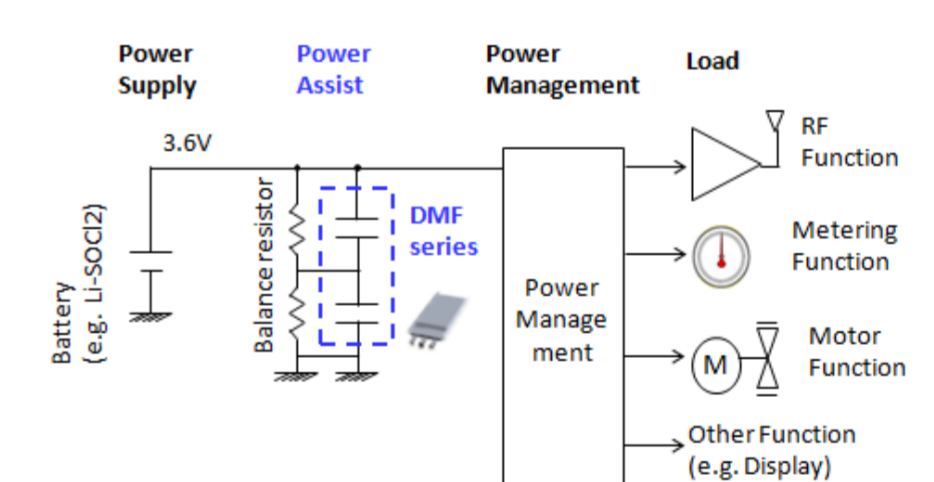 Power
Supply
Power
Assist
Power
Management
Load
3.6V
Battery
(e.g. Li-SOCl2)
Balance resistor
DMF
series
Power
Manage
ment
RF
Function
Metering
Function
M
Motor
Function
Other Function
(e.g. Display)